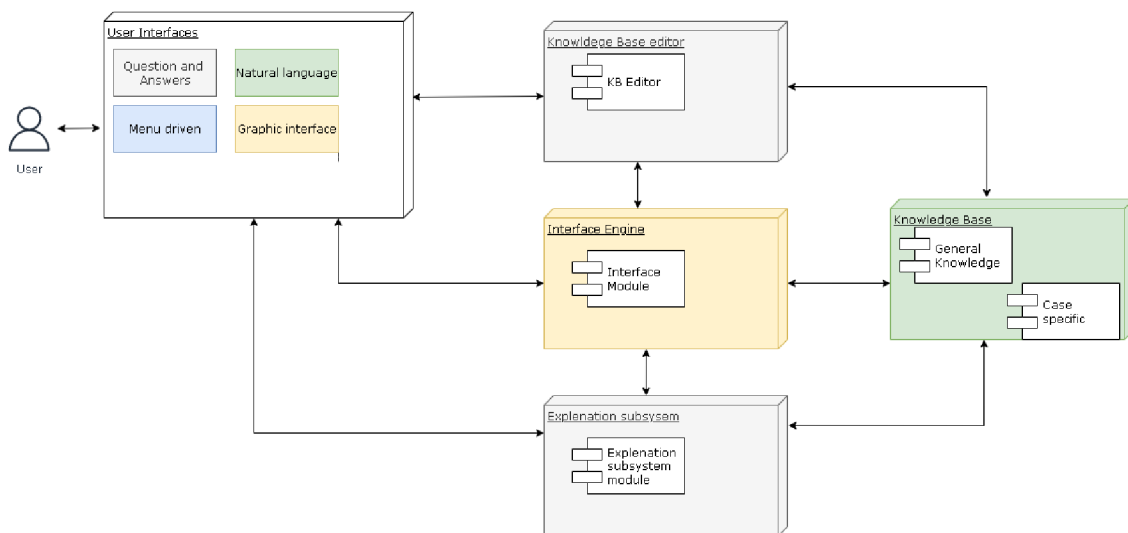 User Interfaces
Question and
Answers
Natural language
Menu driven
Graphic interface
User
Knowldege Base editor
KB Editor
Interface Engine
Interface
Module
Knowledge Base
General
Knowledge
Case
specific
Explenation subsysem
Explenation
subsystem
module